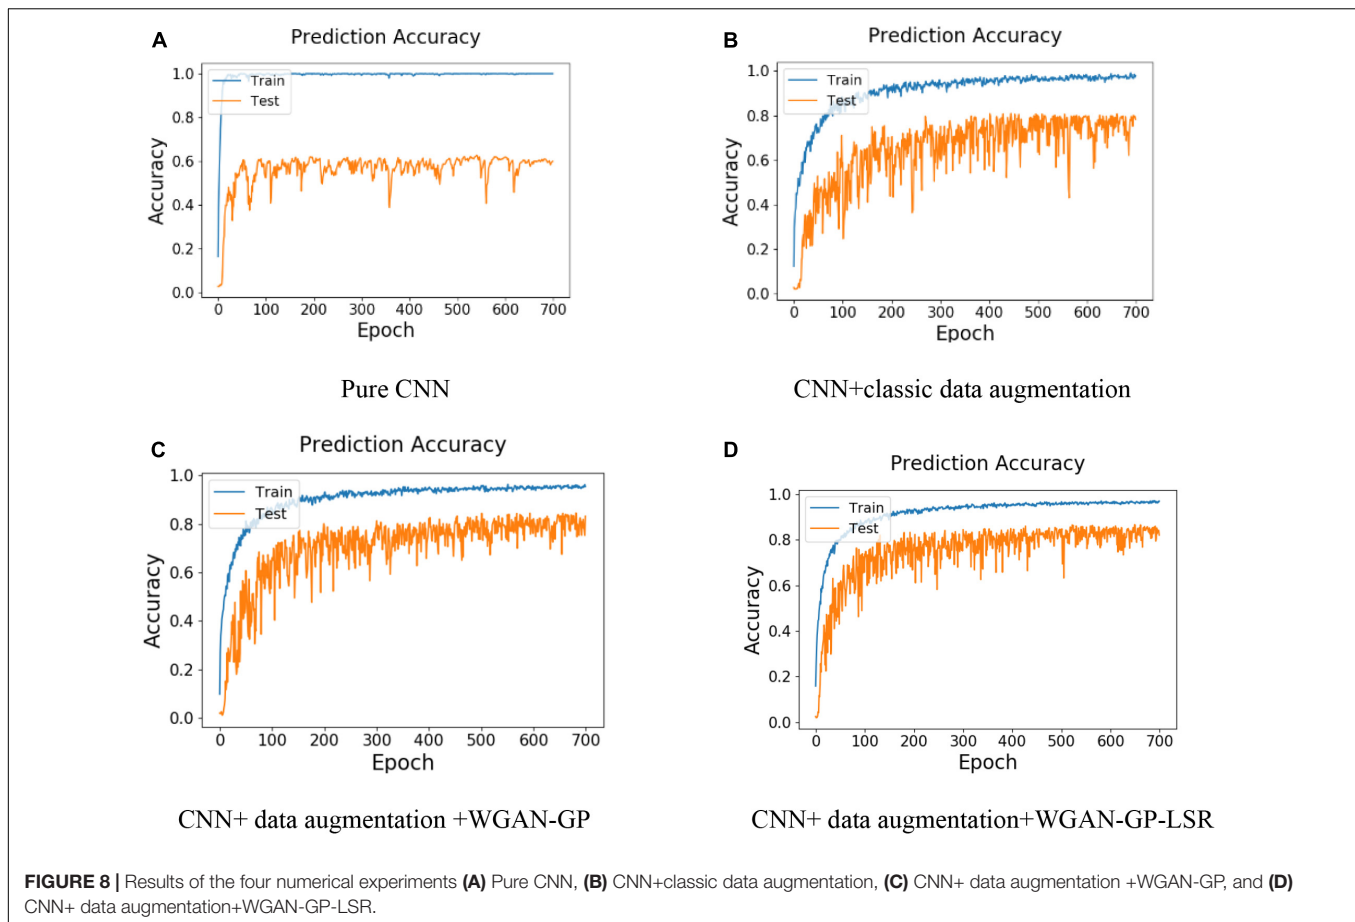 A
Prediction Accuracy
Train
Test
1.0
0.8
0.6
0.4
0.2
0.0
Accuracy
0 100 200 300 400 500 600 700
Epoch
Pure CNN
B
Prediction Accuracy
Train
Test
1.0
0.8
0.6
0.4
0.2
0.0
Accuracy
0 100 200 300 400 500 600 700
Epoch
CNN+classic data augmentation
C
Prediction Accuracy
Train
Test
1.0
0.8
0.6
0.4
0.2
0.0
Accuracy
0 100 200 300 400 500 600 700
Epoch
CNN+ data augmentation +WGAN-GP
D
Prediction Accuracy
Train
Test
1.0
0.8
0.6
0.4
0.2
0.0
Accuracy
0 100 200 300 400 500 600 700
Epoch
CNN+ data augmentation+WGAN-GP-LSR
FIGURE 8 | Results of the four numerical experiments (A) Pure CNN, (B) CNN+classic data augmentation, (C) CNN+ data augmentation +WGAN-GP, and (D)
CNN+ data augmentation+WGAN-GP-LSR.